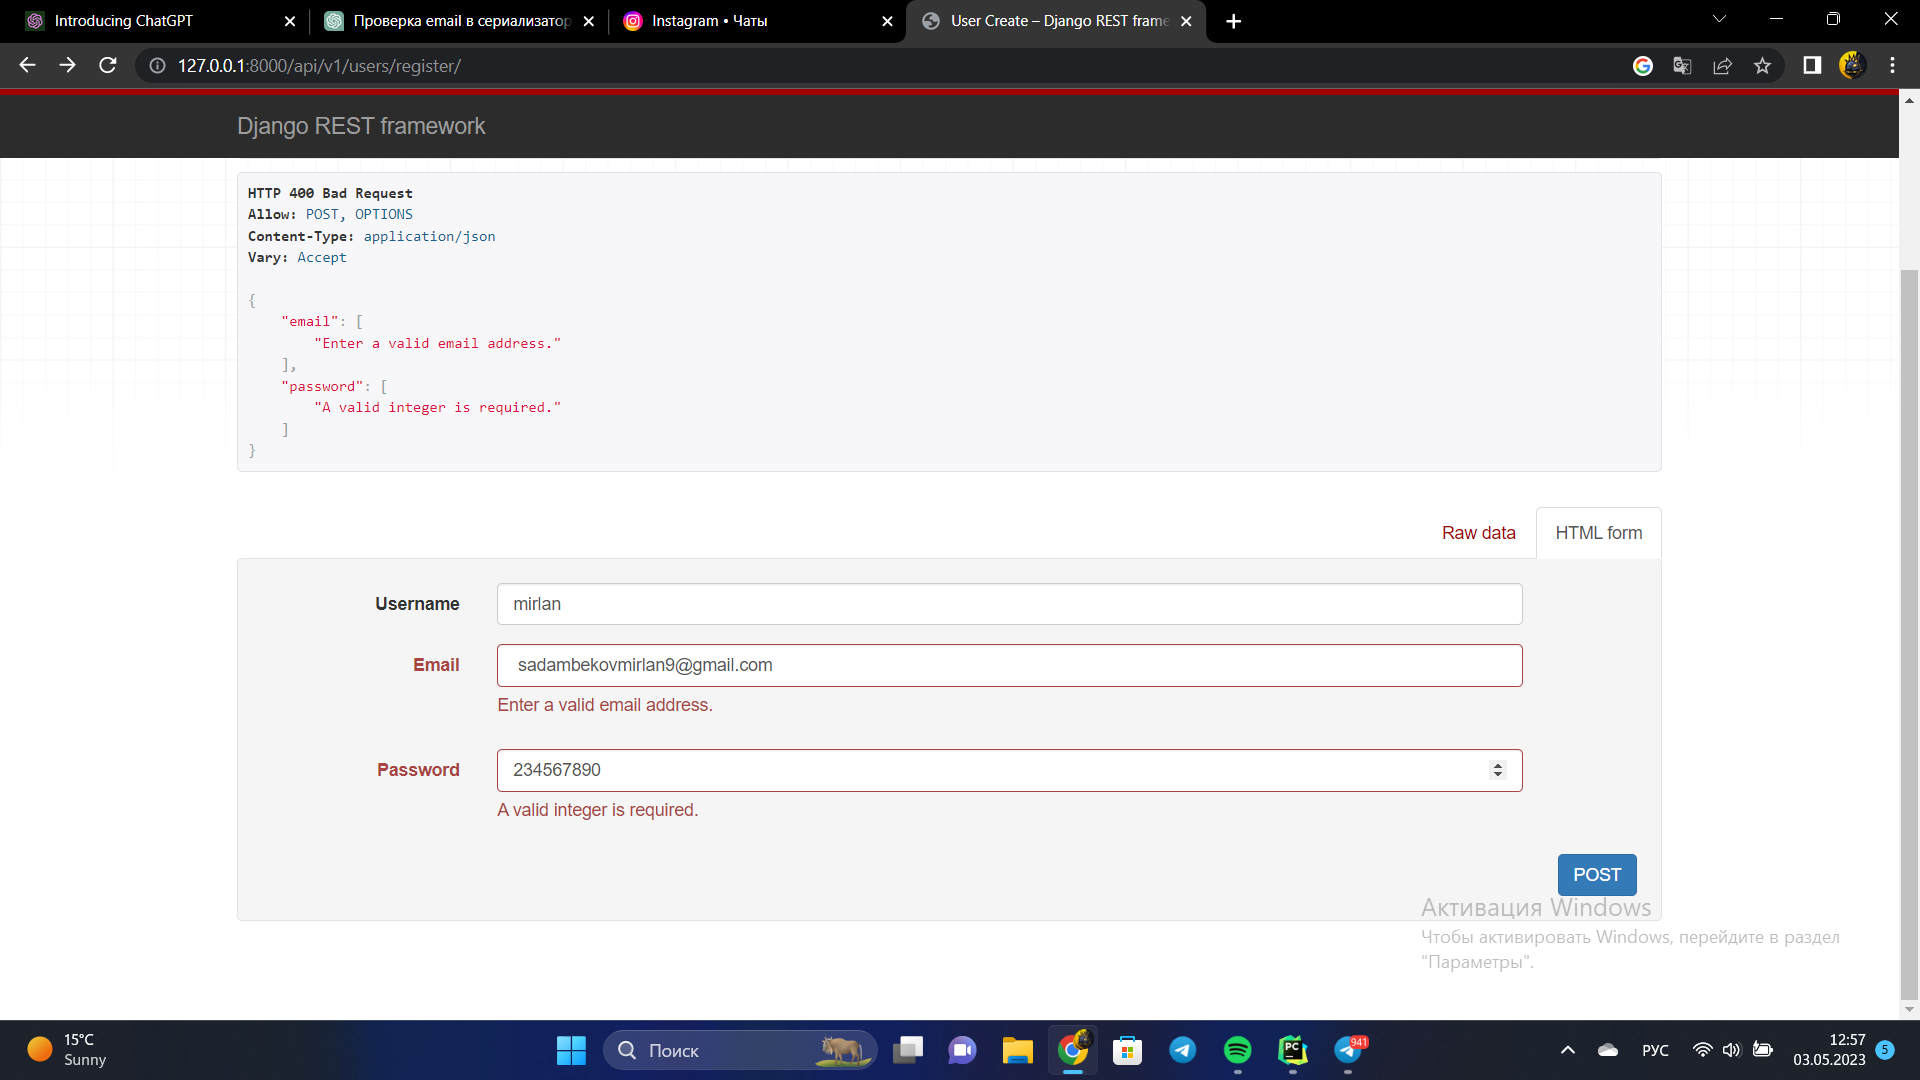 Introducing ChatGPT
Проверка email в сериализатор
Instagram • Чаты
User Create – Django REST frame
127.0.0.1:8000/api/v1/users/register/
Django REST framework
HTTP 400 Bad Request
Allow: POST, OPTIONS
Content-Type: application/json
Vary: Accept
{
"email": [
"Enter a valid email address."
],
"password": [
"A valid integer is required."
]
}
Raw data
HTML form
Username
mirlan
Email
sadambekovmirlan9@gmail.com
Enter a valid email address.
Password
234567890
A valid integer is required.
POST
Активация Windows
Чтобы активировать Windows, перейдите в раздел
"Параметры".
15°C
Sunny
Поиск
PC
941
РУС
12:57
03.05.2023
5